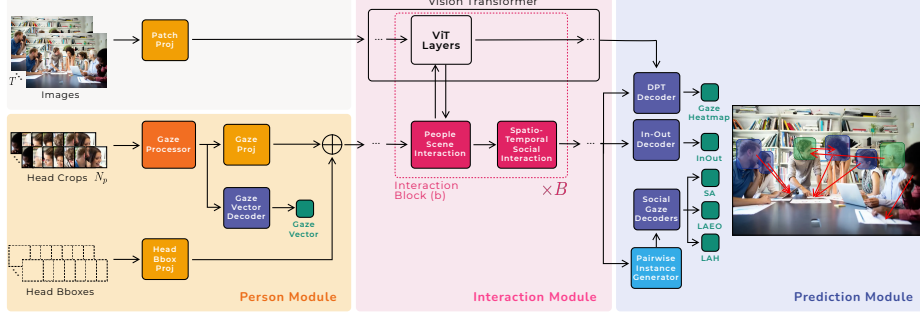 Vision Transformer
Patch
Proj
...
ViT
Layers
...
T
Images
DPT
Decoder
Gaze
Heatmap
Gaze
Processor
Gaze
Proj
...
People
Scene
Interaction
Spatio-
Temporal
Social
Interaction
...
In-Out
Decoder
InOut
Head Crops N_p
Interaction
Block (b)
×B
Gaze
Vector
Decoder
Gaze
Vector
Social
Gaze
Decoders
SA
LAEO
LAH
Head
Bbox
Proj
Pairwise
Instance
Generator
Head Bboxes
Person Module
Interaction Module
Prediction Module